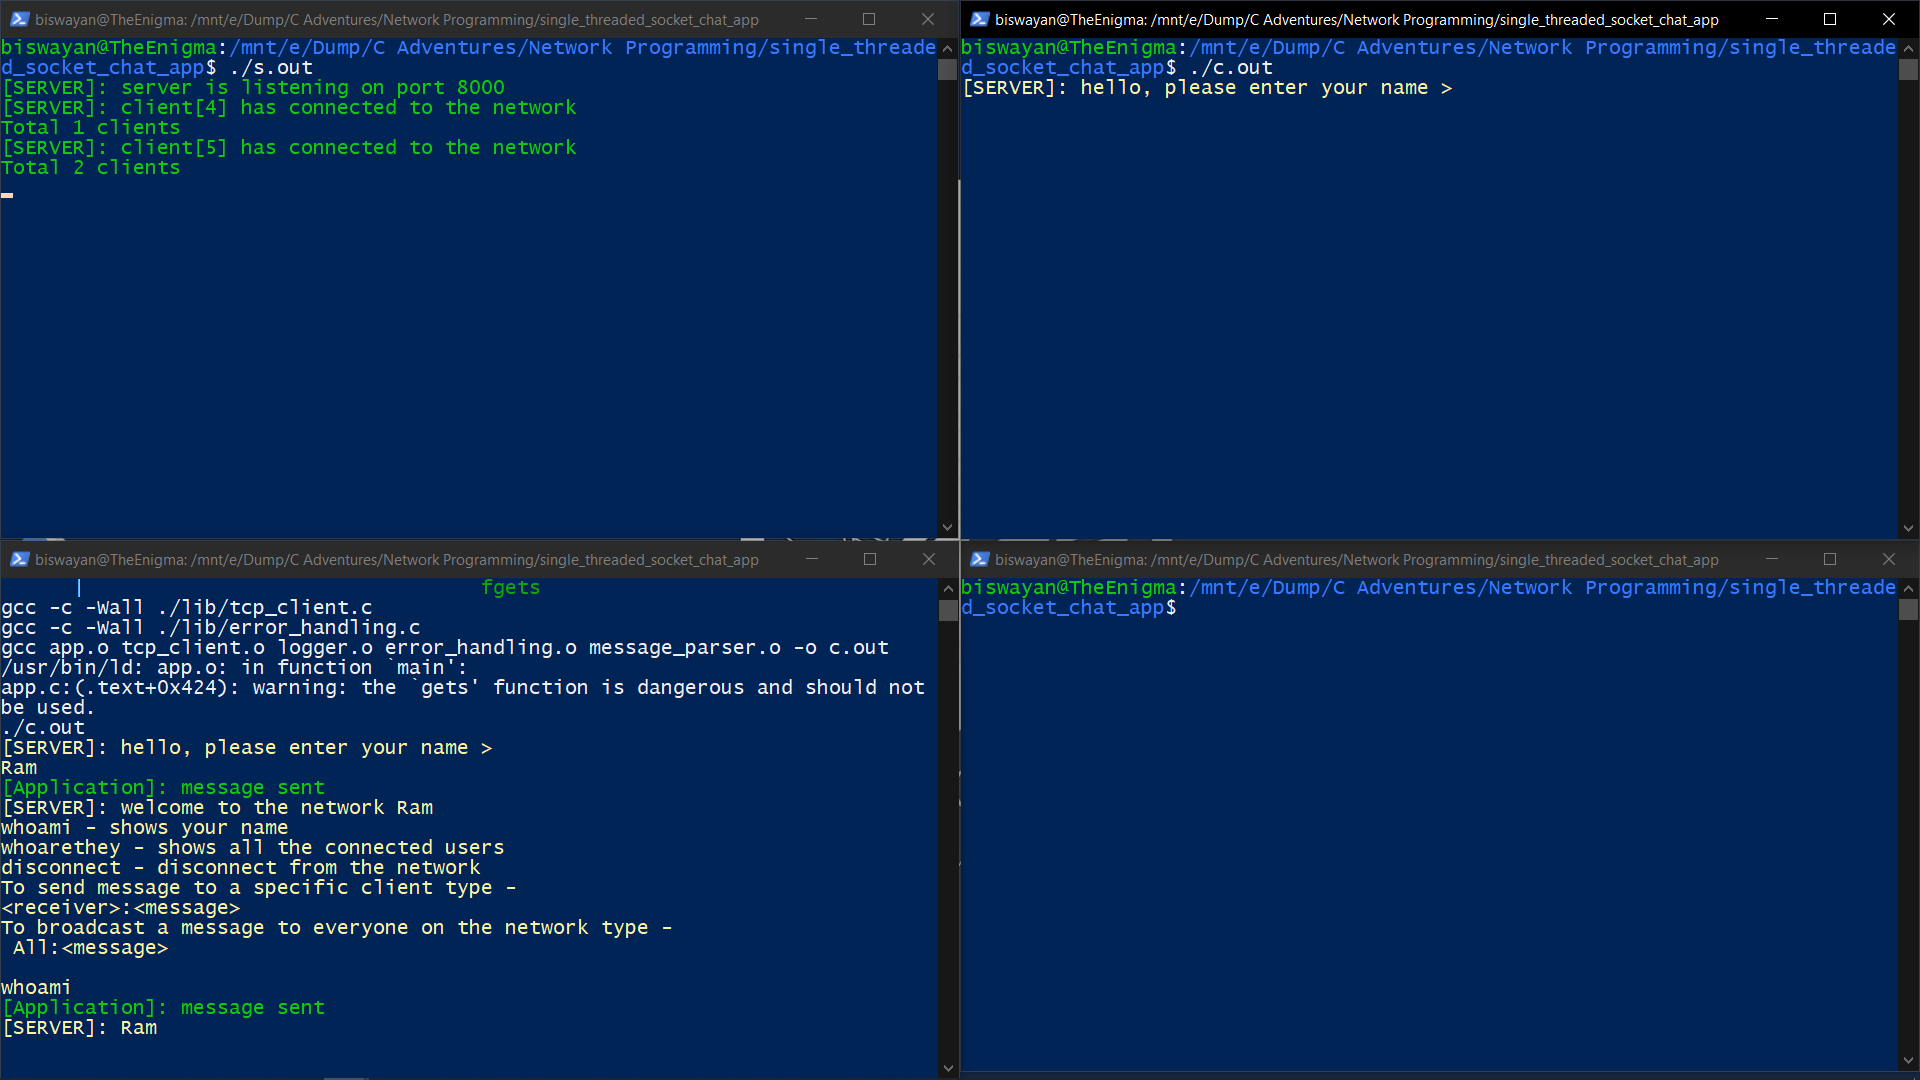 biswayan@TheEnigma: /mnt/e/Dump/C Adventures/Network Programming/single_threaded_socket_chat_app
biswayan@TheEnigma:/mnt/e/Dump/C Adventures/Network Programming/single_threade
d_socket_chat_app$ ./s.out
[SERVER]: server is listening on port 8000
[SERVER]: client[4] has connected to the network
Total 1 clients
[SERVER]: client[5] has connected to the network
Total 2 clients
biswayan@TheEnigma: /mnt/e/Dump/C Adventures/Network Programming/single_threaded_socket_chat_app
biswayan@TheEnigma:/mnt/e/Dump/C Adventures/Network Programming/single_threade
d_socket_chat_app$ ./c.out
[SERVER]: hello, please enter your name >
biswayan@TheEnigma: /mnt/e/Dump/C Adventures/Network Programming/single_threaded_socket_chat_app
| fgets
gcc -c -Wall ./lib/tcp_client.c
gcc -c -Wall ./lib/error_handling.c
gcc app.o tcp_client.o logger.o error_handling.o message_parser.o -o c.out
/usr/bin/ld: app.o: in function `main':
app.c:(.text+0x424): warning: the `gets' function is dangerous and should not
be used.
./c.out
[SERVER]: hello, please enter your name >
Ram
[Application]: message sent
[SERVER]: welcome to the network Ram
whoami - shows your name
whoarethey - shows all the connected users
disconnect - disconnect from the network
To send message to a specific client type -
<receiver>:<message>
To broadcast a message to everyone on the network type -
All:<message>
whoami
[Application]: message sent
[SERVER]: Ram
biswayan@TheEnigma: /mnt/e/Dump/C Adventures/Network Programming/single_threaded_socket_chat_app
biswayan@TheEnigma:/mnt/e/Dump/C Adventures/Network Programming/single_threade
d_socket_chat_app$